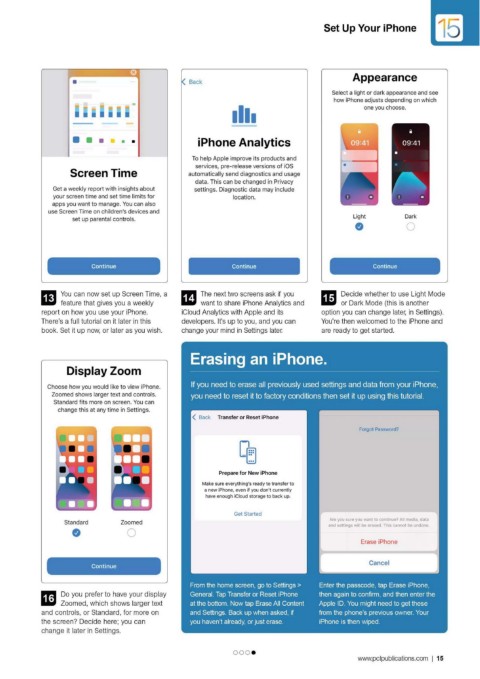 Set Up Your iPhone
15
Screen Time
Get a weekly report with insights about
your screen time and set time limits for
apps you want to manage. You can also
use Screen Time on children's devices and
set up parental controls.
Continue
Back
iPhone Analytics
To help Apple improve its products and
services, pre-release versions of iOS
automatically send diagnostics and usage
data. This can be changed in Privacy
settings. Diagnostic data may include
location.
Continue
Appearance
Select a light or dark appearance and see
how iPhone adjusts depending on which
one you choose.
09:41
09:41
Light
Dark
Continue
13 You can now set up Screen Time, a
feature that gives you a weekly
report on how you use your iPhone.
There's a full tutorial on it later in this
book. Set it up now, or later as you wish.
14 The next two screens ask if you
want to share iPhone Analytics and
iCloud Analytics with Apple and its
developers. It's up to you, and you can
change your mind in Settings later.
15 Decide whether to use Light Mode
or Dark Mode (this is another
option you can change later, in Settings).
You're then welcomed to the iPhone and
are ready to get started.
Display Zoom
Choose how you would like to view iPhone.
Zoomed shows larger text and controls.
Standard fits more on screen. You can
change this at any time in Settings.
Standard
Zoomed
Continue
16 Do you prefer to have your display
Zoomed, which shows larger text
and controls, or Standard, for more on
the screen? Decide here; you can
change it later in Settings.
Erasing an iPhone.
If you need to erase all previously used settings and data from your iPhone,
you need to reset it to factory conditions then set it up using this tutorial.
Back Transfer or Reset iPhone
Prepare for New iPhone
Make sure everything's ready to transfer to
a new iPhone, even if you don't currently
have enough iCloud storage to back up.
Get Started
Forgot Password?
Are you sure you want to continue? All media, data
and settings will be erased. This cannot be undone.
Erase iPhone
Cancel
From the home screen, go to Settings >
General. Tap Transfer or Reset iPhone
at the bottom. Now tap Erase All Content
and Settings. Back up when asked, if
you haven't already, or just erase.
Enter the passcode, tap Erase iPhone,
then again to confirm, and then enter the
Apple ID. You might need to get these
from the phone's previous owner. Your
iPhone is then wiped.
www.pclpublications.com | 15